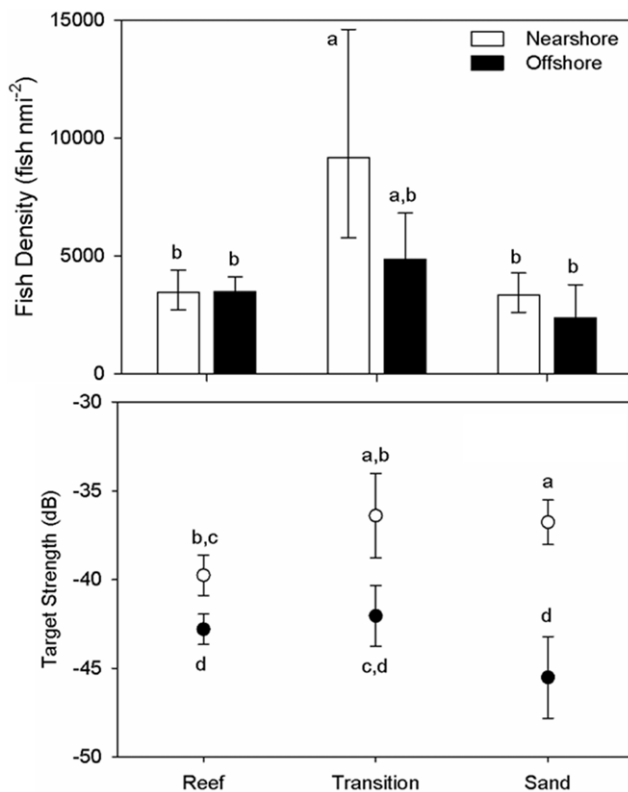 15000
10000
5000
0
Fish Density (fish nmi⁻²)
Nearshore
Offshore
a
a,b
b
b
b
b
-30
-35
-40
-45
-50
Target Strength (dB)
a,b
a
b,c
d
d
c,d
Reef
Transition
Sand